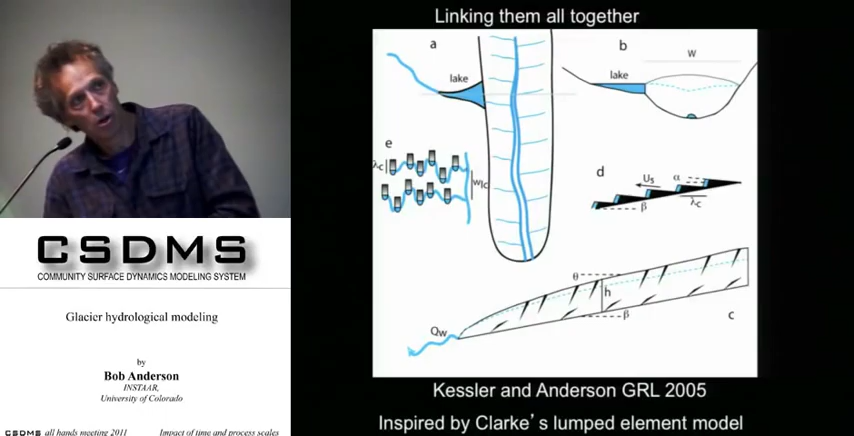 Linking them all together
a
b
w
lake
lake
e
λc
wlc
d
Us
α
β
λc
θ
h
β
c
Qw
CSDMS
COMMUNITY SURFACE DYNAMICS MODELING SYSTEM
Glacier hydrological modeling
by
Bob Anderson
INSTAAR,
University of Colorado
CSDMS all hands meeting 2011 Impact of time and process scales
Kessler and Anderson GRL 2005
Inspired by Clarke's lumped element model